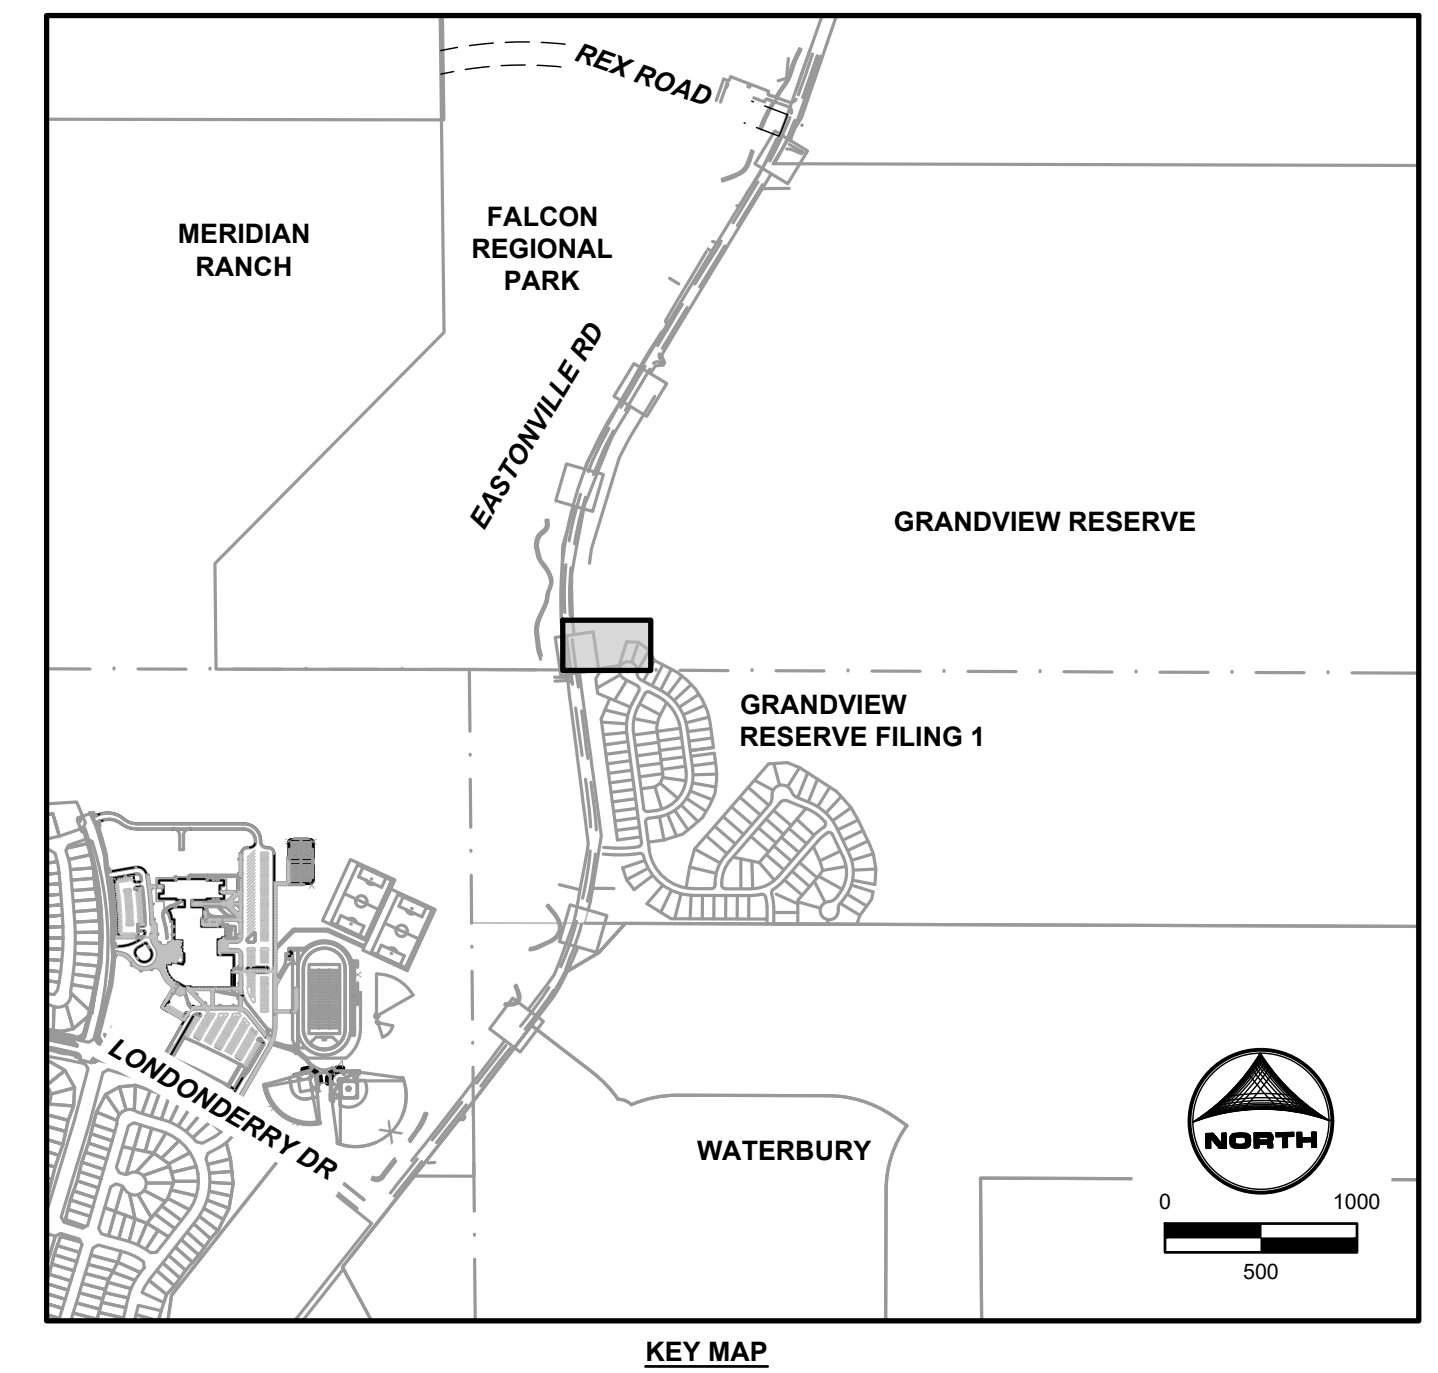 REX ROAD
MERIDIAN
RANCH
FALCON
REGIONAL
PARK
EASTONVILLE RD
GRANDVIEW RESERVE
GRANDVIEW
RESERVE FILING 1
LONDONDERRY DR
WATERBURY
NORTH
0 1000
500
KEY MAP